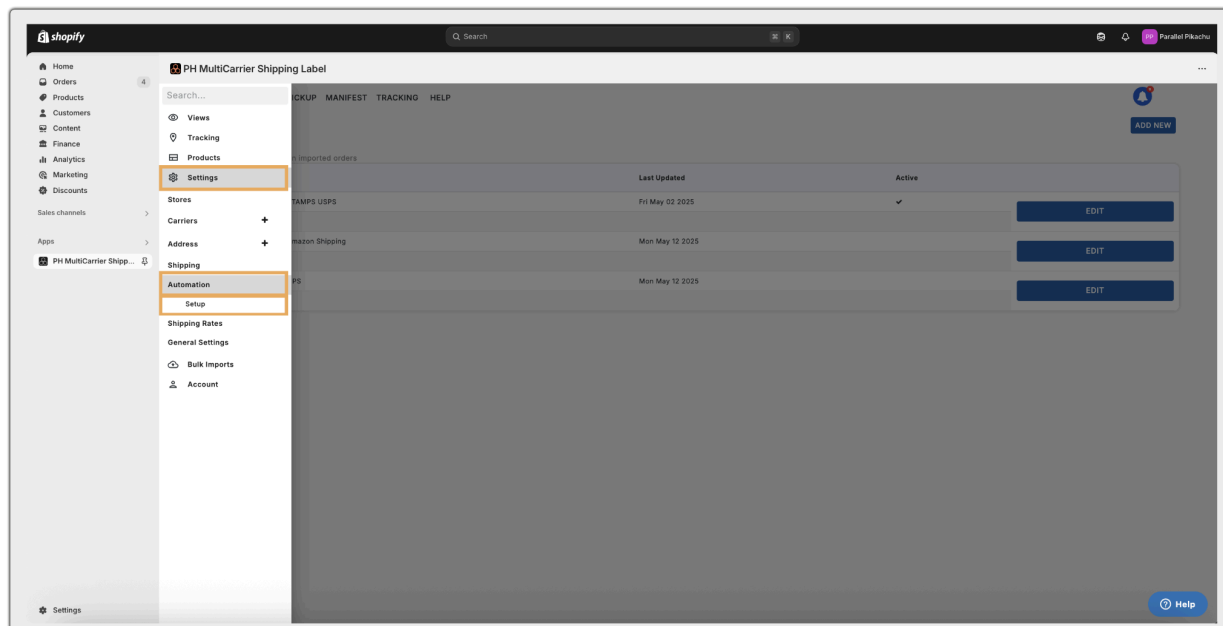 shopify
Search
⌘ K
PP Parallel Pikachu
Home
Orders 4
Products
Customers
Content
Finance
Analytics
Marketing
Discounts
Sales channels
Apps
PH MultiCarrier Shipp...
Settings
PH MultiCarrier Shipping Label
Search...
Views
Tracking
Products
Settings
Stores
Carriers +
Address +
Shipping
Automation
Setup
Shipping Rates
General Settings
Bulk Imports
Account
ICKUP MANIFEST TRACKING HELP
ADD NEW
n imported orders
Last Updated Active
TAMPS USPS Fri May 02 2025 ✔
EDIT
mazon Shipping Mon May 12 2025
EDIT
PS Mon May 12 2025
EDIT
Help